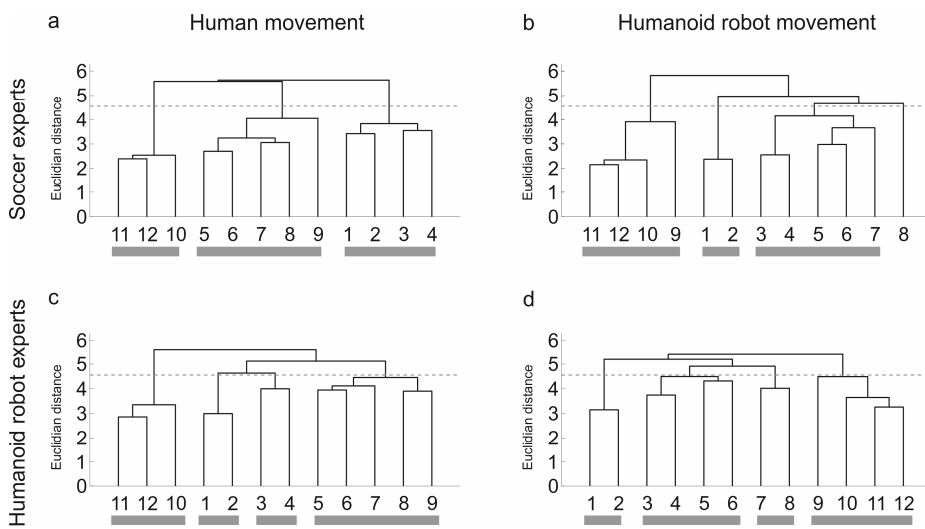 a Human movement b Humanoid robot movement
Soccer experts
Euclidian distance
6
5
4
3
2
1
0
11 12 10 5 6 7 8 9 1 2 3 4
Euclidian distance
6
5
4
3
2
1
0
11 12 10 9 1 2 3 4 5 6 7 8
c d
Humanoid robot experts
Euclidian distance
6
5
4
3
2
1
0
11 12 10 1 2 3 4 5 6 7 8 9
Euclidian distance
6
5
4
3
2
1
0
1 2 3 4 5 6 7 8 9 10 11 12